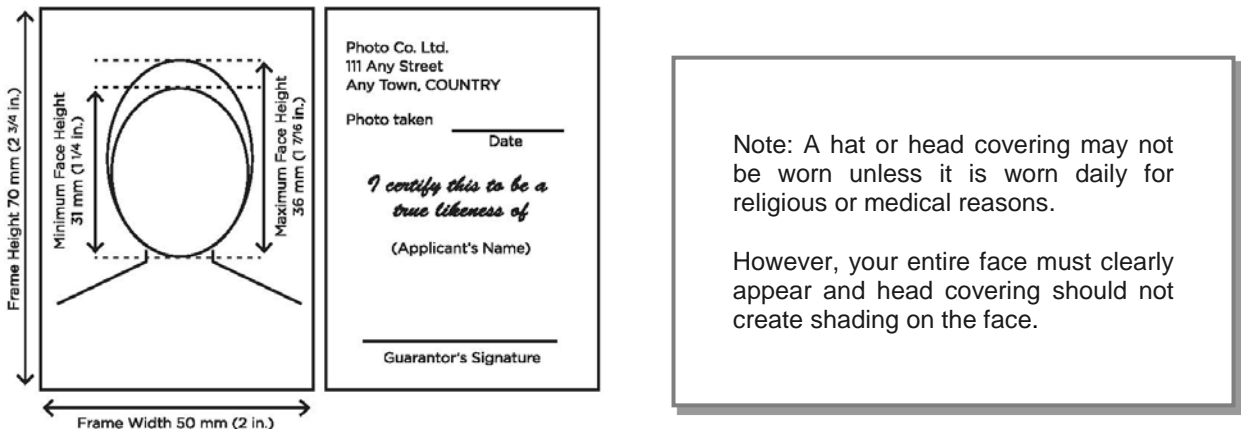 Frame Height 70 mm (2 3/4 in.)
Minimum Face Height
31 mm (1 1/4 in.)
Maximum Face Height
36 mm (1 7/16 in.)
Frame Width 50 mm (2 in.)
Photo Co. Ltd.
111 Any Street
Any Town, COUNTRY
Photo taken
Date
I certify this to be a
true likeness of
(Applicant's Name)
Guarantor's Signature
Note: A hat or head covering may not
be worn unless it is worn daily for
religious or medical reasons.
However, your entire face must clearly
appear and head covering should not
create shading on the face.